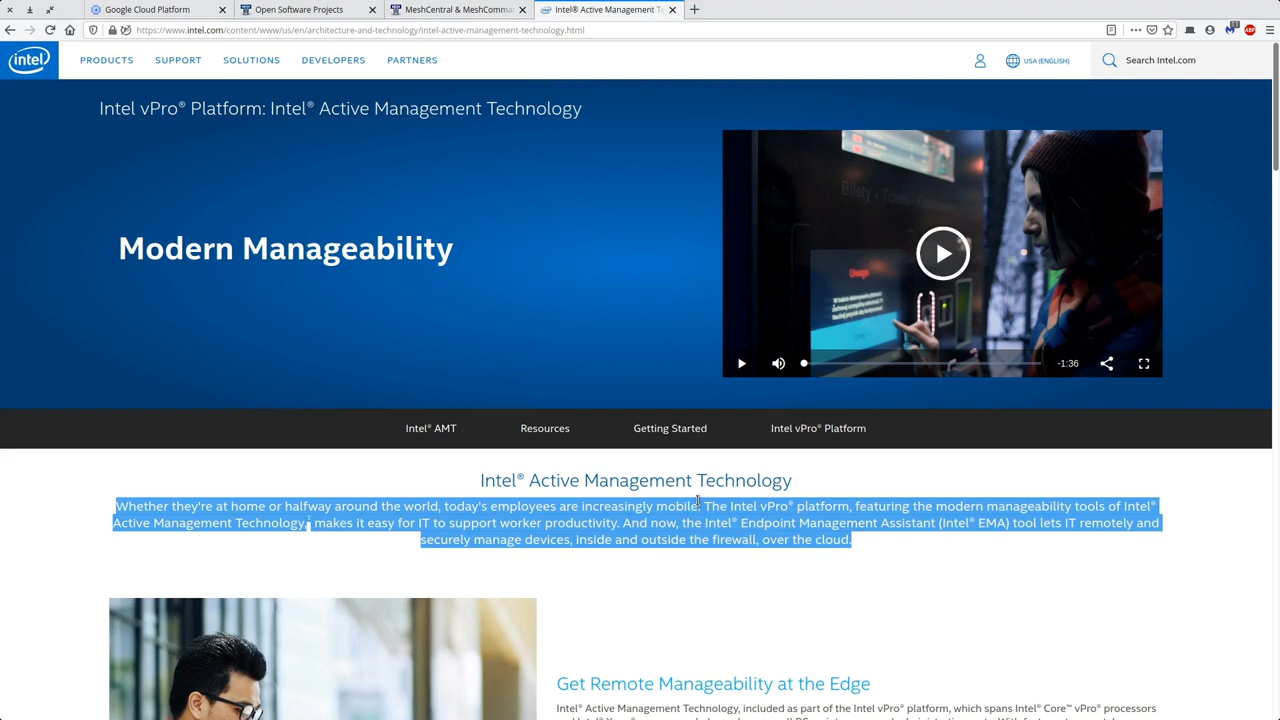 Google Cloud Platform
Open Software Projects
MeshCentral & MeshComma
Intel® Active Management Te
https://www.intel.com/content/www/us/en/architecture-and-technology/intel-active-management-technology.html
11
ABP
intel
PRODUCTS SUPPORT SOLUTIONS DEVELOPERS PARTNERS
USA (ENGLISH)
Search Intel.com
Intel vPro® Platform: Intel® Active Management Technology
Modern Manageability
Bilety
Uwaga
-1:36
Intel® AMT Resources Getting Started Intel vPro® Platform
Intel® Active Management Technology
Whether they're at home or halfway around the world, today's employees are increasingly mobile. The Intel vPro® platform, featuring the modern manageability tools of Intel®
Active Management Technology, makes it easy for IT to support worker productivity. And now, the Intel® Endpoint Management Assistant (Intel® EMA) tool lets IT remotely and
securely manage devices, inside and outside the firewall, over the cloud.
Get Remote Manageability at the Edge
Intel® Active Management Technology, included as part of the Intel vPro® platform, which spans Intel® Core™ vPro® processors